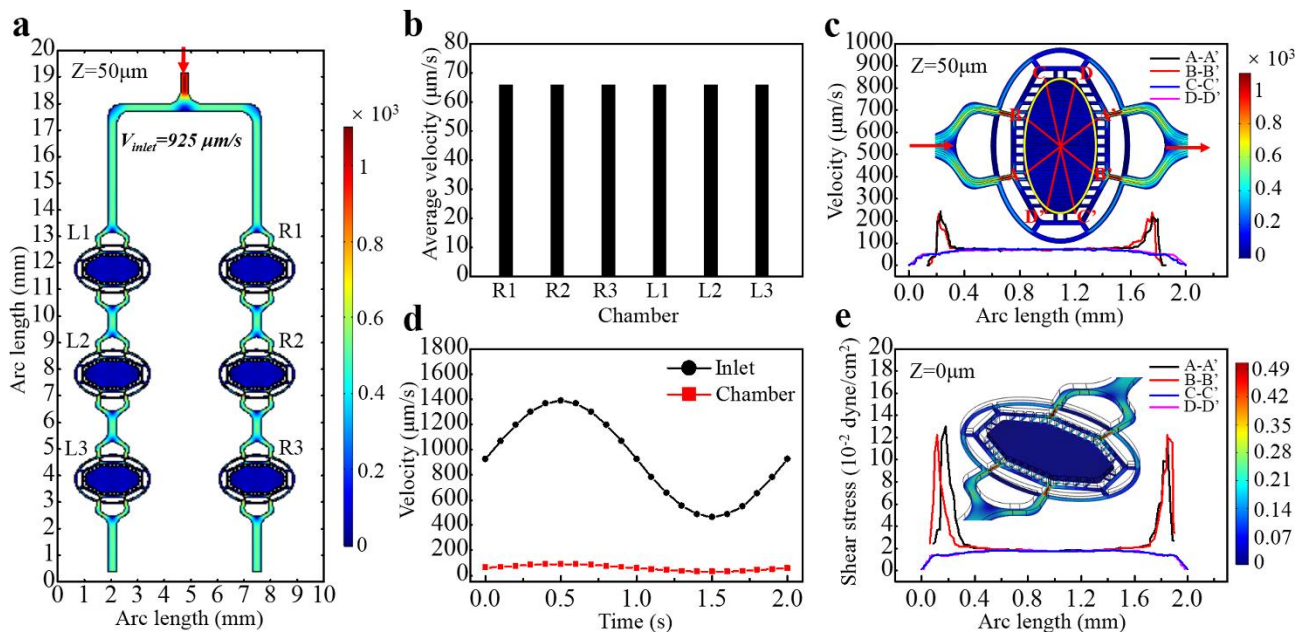 a
20
19
18
17
16
15
14
13
12
11
10
9
8
7
6
5
4
3
2
1
0
Arc length (mm)
Z=50μm
V_inlet=925 μm/s
L1
R1
L2
R2
L3
R3
0 1 2 3 4 5 6 7 8 9 10
Arc length (mm)
× 10³
1
0.8
0.6
0.4
0.2
0
b
80
70
60
50
40
30
20
10
0
Average velocity (μm/s)
R1 R2 R3 L1 L2 L3
Chamber
c
1000
900
800
700
600
500
400
300
200
100
0
Velocity (μm/s)
Z=50μm
A-A’
B-B’
C-C’
D-D’
C D
B A’
A B’
D’ C’
0.0 0.4 0.8 1.2 1.6 2.0
Arc length (mm)
× 10³
1
0.8
0.6
0.4
0.2
0
d
1800
1600
1400
1200
1000
800
600
400
200
0
Velocity (μm/s)
Inlet
Chamber
0.0 0.5 1.0 1.5 2.0
Time (s)
e
20
18
16
14
12
10
8
6
4
2
0
Shear stress (10⁻² dyne/cm²)
Z=0μm
A-A’
B-B’
C-C’
D-D’
0.0 0.4 0.8 1.2 1.6 2.0
Arc length (mm)
0.49
0.45
0.35
0.28
0.21
0.14
0.07
0